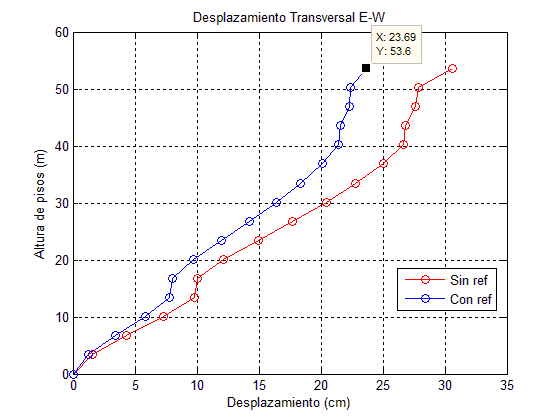 Desplazamiento Transversal E-W
X: 23.69
Y: 53.6
60
50
40
30
20
10
0
Altura de pisos (m)
Sin ref
Con ref
0 5 10 15 20 25 30 35
Desplazamiento (cm)